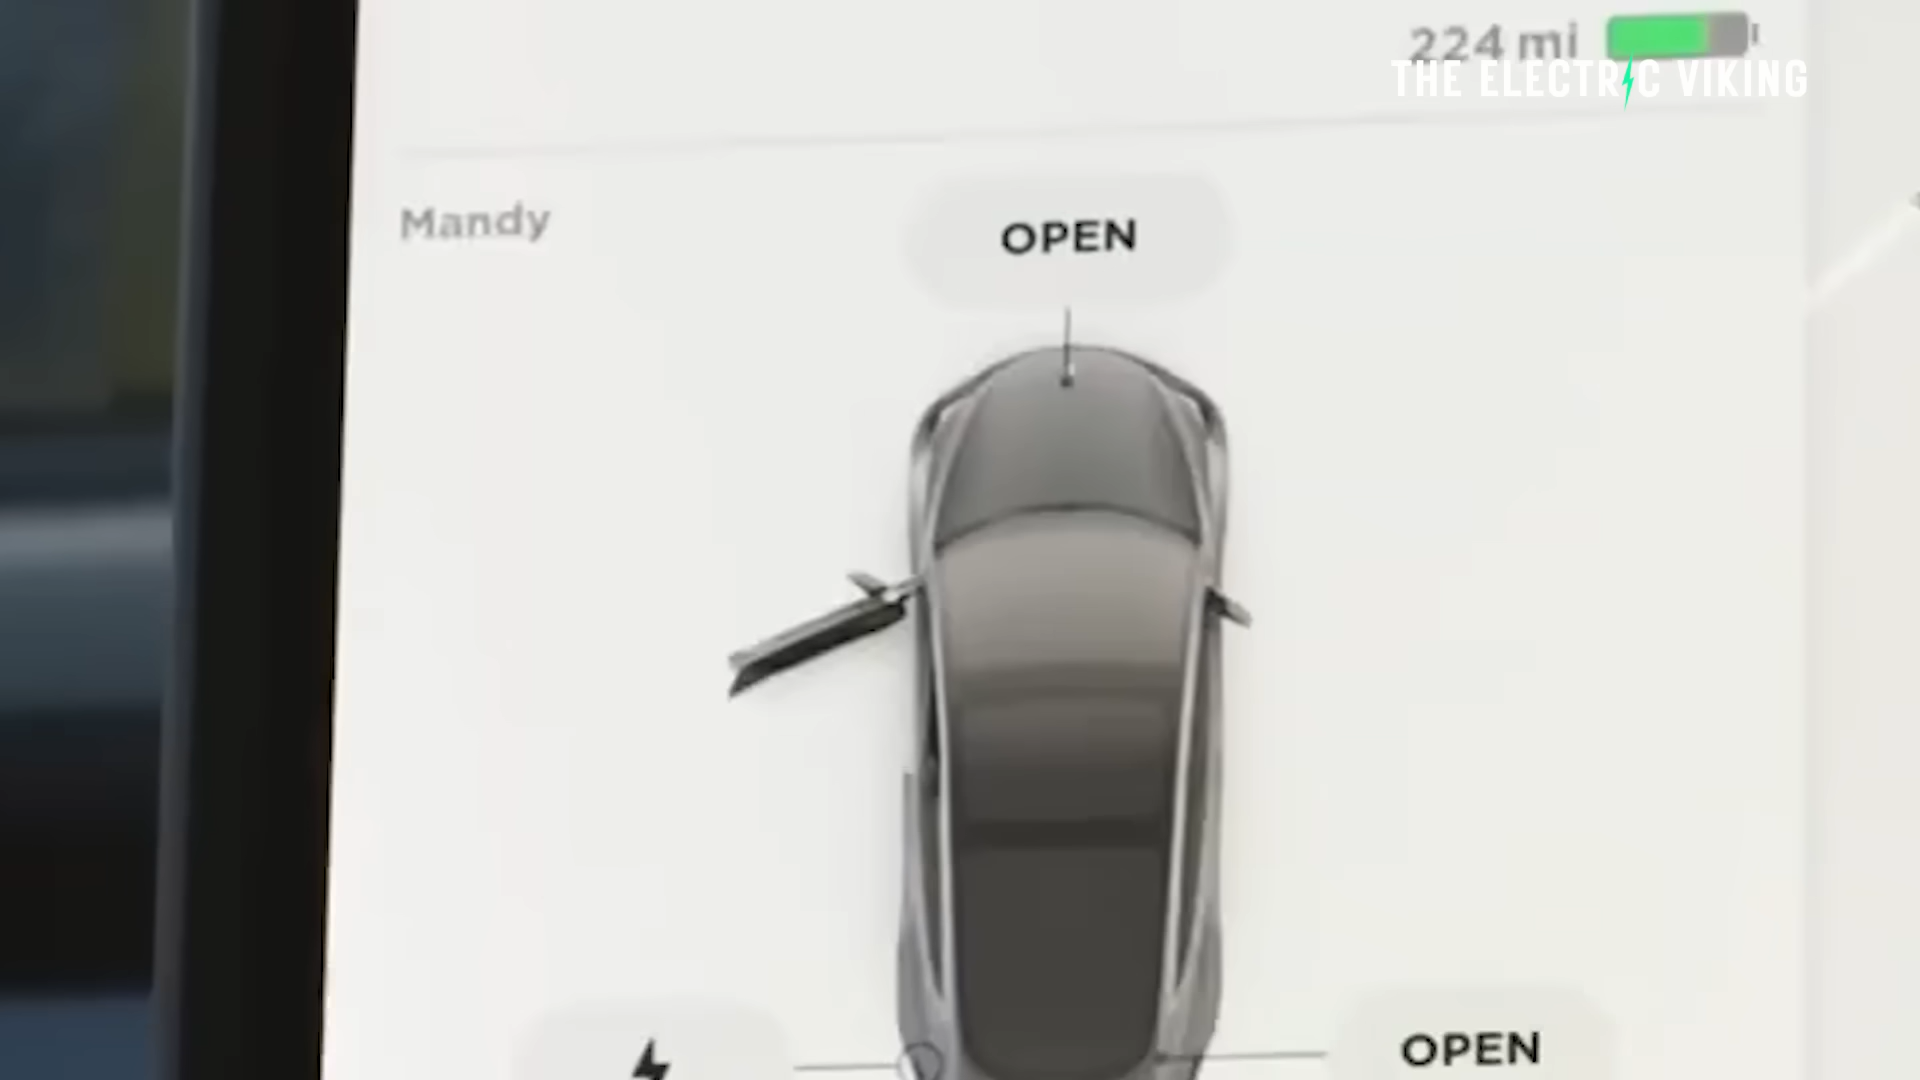 224 mi
THE ELECTRIC VIKING
Mandy
OPEN
OPEN